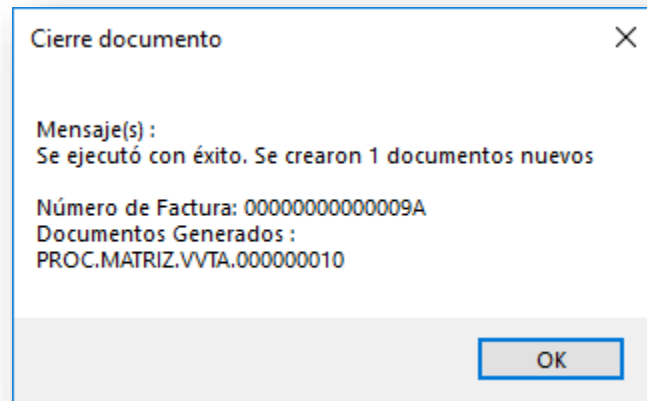 Cierre documento
Mensaje(s) :
Se ejecutó con éxito. Se crearon 1 documentos nuevos
Número de Factura: 00000000000009A
Documentos Generados :
PROC.MATRIZ.VVTA.000000010
OK